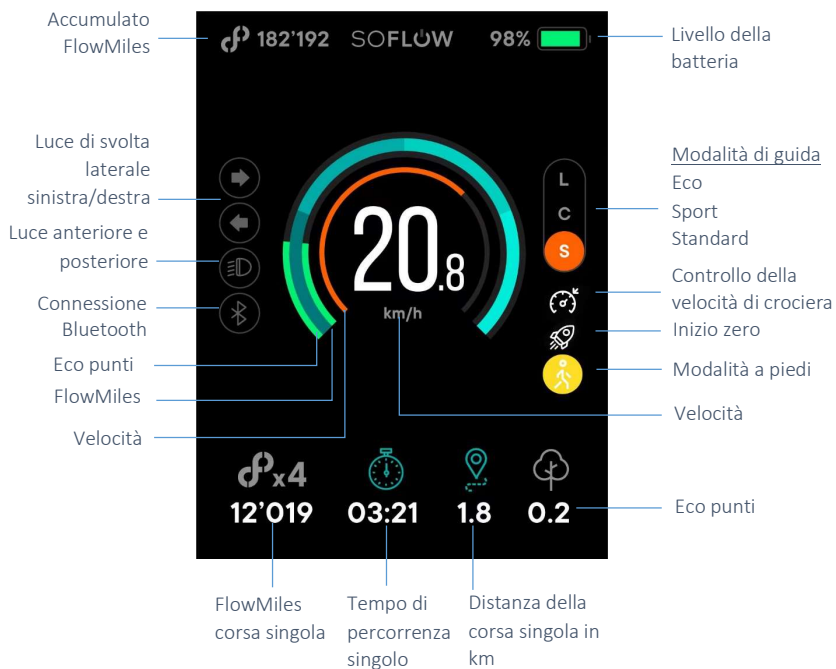 Accumulato
FlowMiles
182'192
SOFLOW
98%
Livello della
batteria
Luce di svolta
laterale
sinistra/destra
Luce anteriore e
posteriore
Connessione
Bluetooth
Eco punti
FlowMiles
Velocità
L
C
S
20.8
km/h
Modalità di guida
Eco
Sport
Standard
Controllo della
velocità di crociera
Inizio zero
Modalità a piedi
Velocità
x4
12'019
03:21
1.8
0.2
Eco punti
FlowMiles
corsa singola
Tempo di
percorrenza
singolo
Distanza della
corsa singola in
km